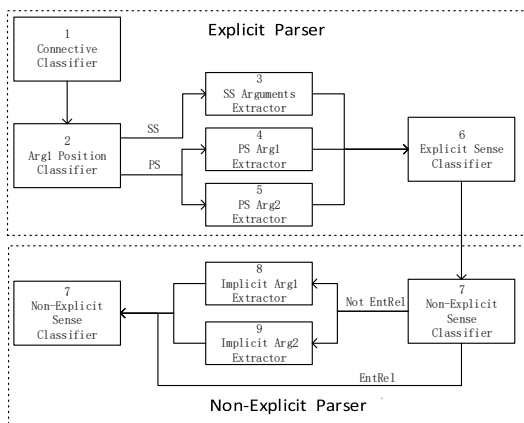 Explicit Parser
1
Connective
Classifier
2
Arg1 Position
Classifier
SS
PS
3
SS Arguments
Extractor
4
PS Arg1
Extractor
5
PS Arg2
Extractor
6
Explicit Sense
Classifier
7
Non-Explicit
Sense
Classifier
8
Implicit Arg1
Extractor
9
Implicit Arg2
Extractor
Not EntRel
7
Non-Explicit
Sense
Classifier
EntRel
Non-Explicit Parser